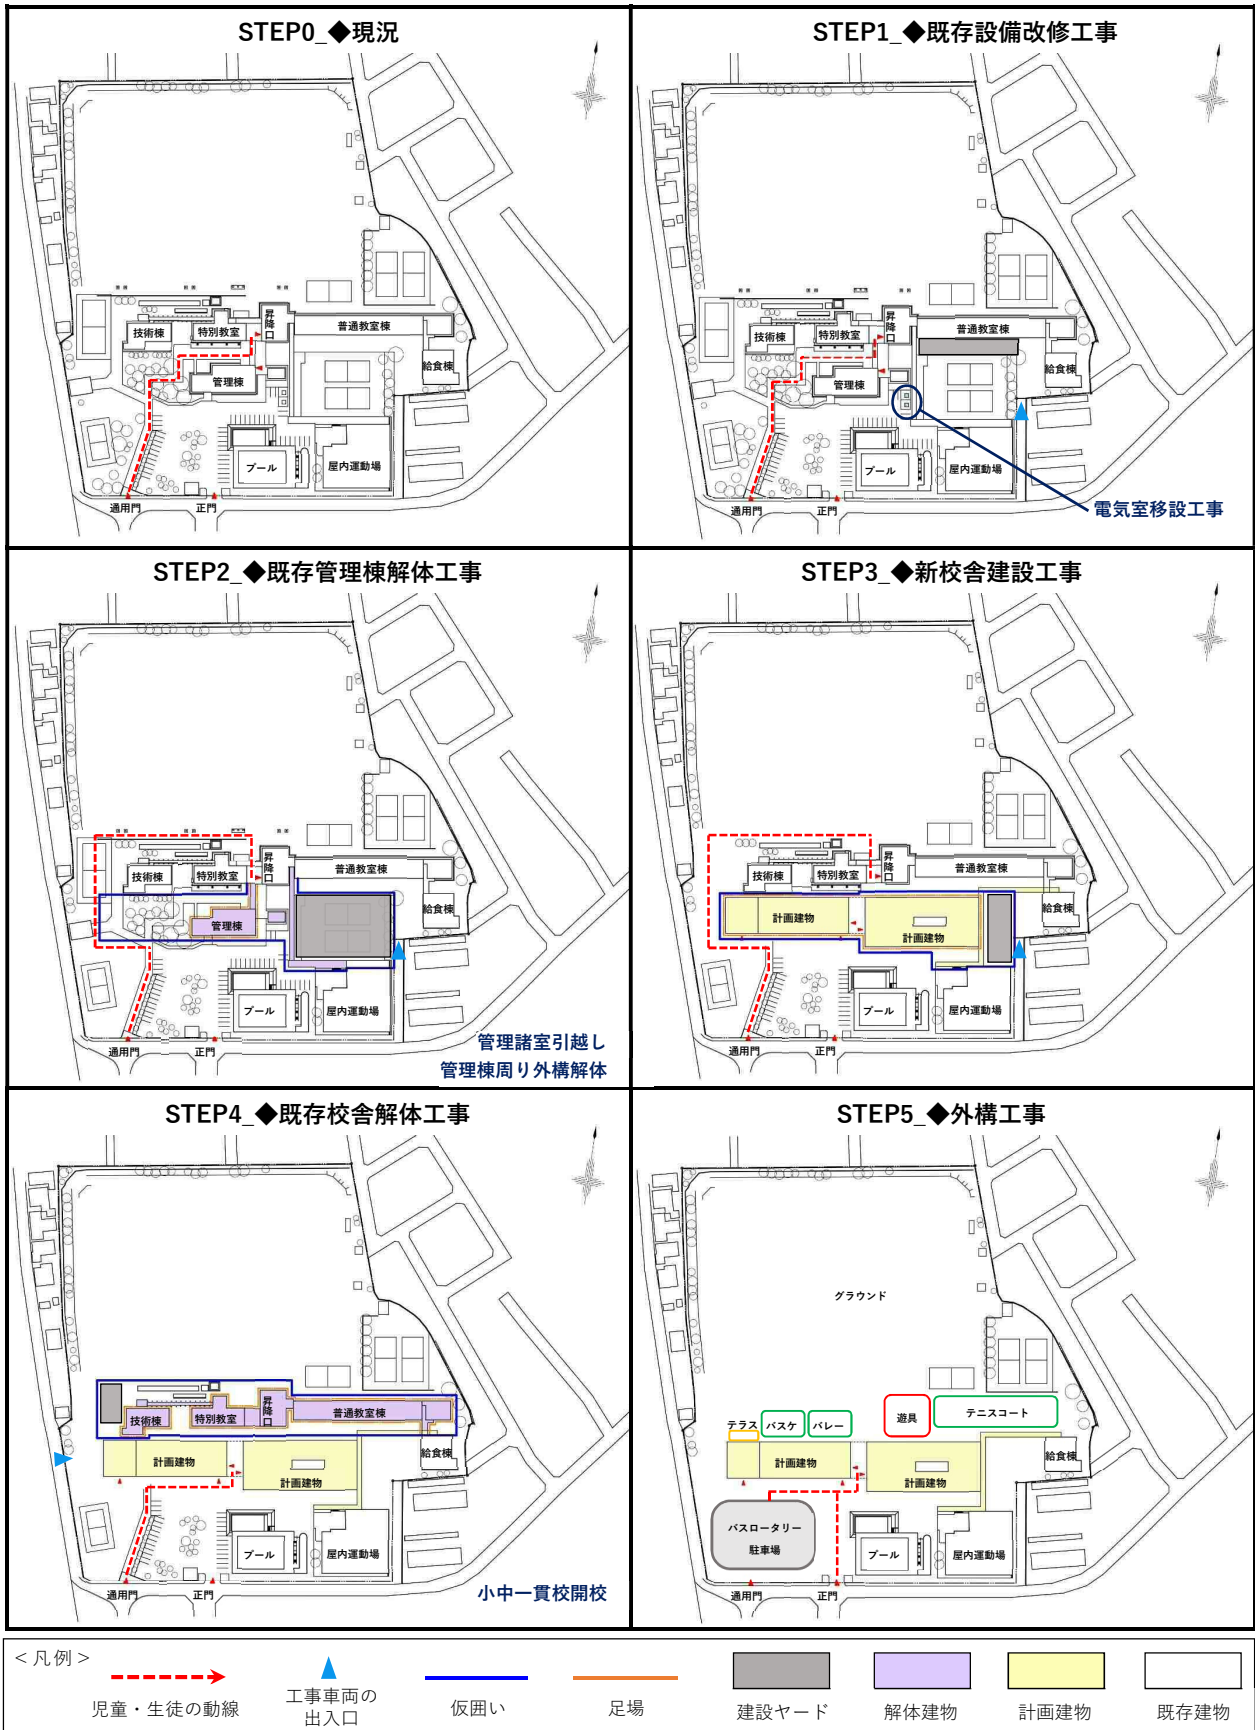 STEP0_◆現況
技術棟
特別教室
昇降口
普通教室棟
管理棟
給食棟
プール
屋内運動場
通用門
正門
STEP1_◆既存設備改修工事
技術棟
特別教室
昇降口
普通教室棟
管理棟
給食棟
プール
屋内運動場
通用門
正門
電気室移設工事
STEP2_◆既存管理棟解体工事
技術棟
特別教室
昇降口
普通教室棟
管理棟
給食棟
プール
屋内運動場
通用門
正門
管理諸室引越し
管理棟周り外構解体
STEP3_◆新校舎建設工事
技術棟
特別教室
昇降口
普通教室棟
計画建物
計画建物
給食棟
プール
屋内運動場
通用門
正門
STEP4_◆既存校舎解体工事
技術棟
特別教室
昇降口
普通教室棟
計画建物
計画建物
給食棟
プール
屋内運動場
通用門
正門
小中一貫校開校
STEP5_◆外構工事
グラウンド
テラス
バスケ
バレー
遊具
テニスコート
計画建物
計画建物
給食棟
バスロータリー
駐車場
プール
屋内運動場
通用門
正門
＜凡例＞
児童・生徒の動線
工事車両の
出入口
仮囲い
足場
建設ヤード
解体建物
計画建物
既存建物